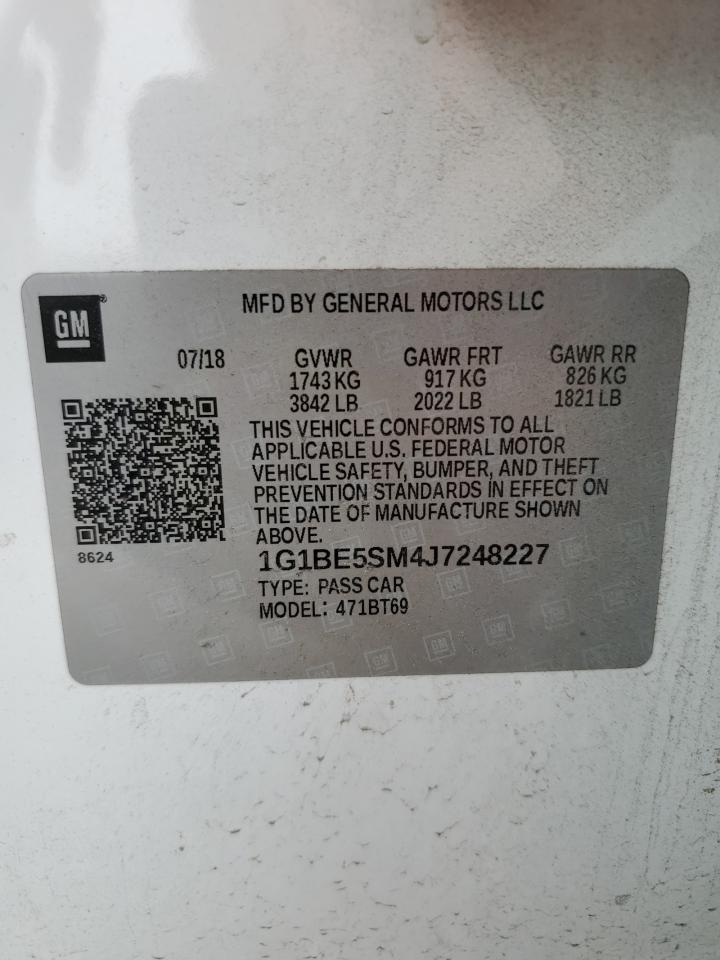 GM
MFD BY GENERAL MOTORS LLC
07/18 GVWR GAWR FRT GAWR RR
1743 KG 917 KG 826 KG
3842 LB 2022 LB 1821 LB
THIS VEHICLE CONFORMS TO ALL
APPLICABLE U.S. FEDERAL MOTOR
VEHICLE SAFETY, BUMPER, AND THEFT
PREVENTION STANDARDS IN EFFECT ON
THE DATE OF MANUFACTURE SHOWN
ABOVE.
8624
1G1BE5SM4J7248227
TYPE: PASS CAR
MODEL: 471BT69